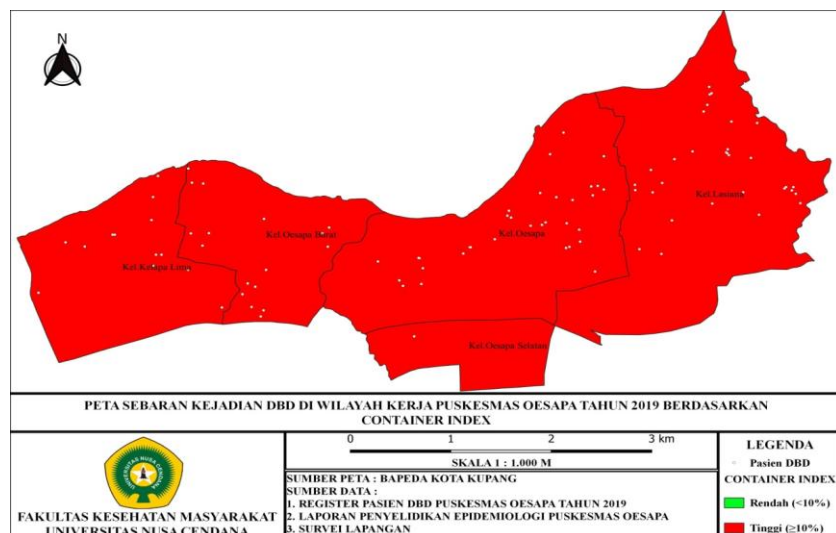 N
Kel.Lasiana
Kel.Oesapa Barat
Kel.Oesapa
Kel.Kelapa Lima
Kel.Oesapa Selatan
PETA SEBARAN KEJADIAN DBD DI WILAYAH KERJA PUSKESMAS OESAPA TAHUN 2019 BERDASARKAN
CONTAINER INDEX
UNIVERSITAS NUSA CENDANA
FAKULTAS KESEHATAN MASYARAKAT
UNIVERSITAS NUSA CENDANA
0 1 2 3 km
SKALA 1 : 1.000 M
SUMBER PETA : BAPEDA KOTA KUPANG
SUMBER DATA :
1. REGISTER PASIEN DBD PUSKESMAS OESAPA TAHUN 2019
2. LAPORAN PENYELIDIKAN EPIDEMIOLOGI PUSKESMAS OESAPA
3. SURVEI LAPANGAN
LEGENDA
Pasien DBD
CONTAINER INDEX
Rendah (<10%)
Tinggi (≥10%)